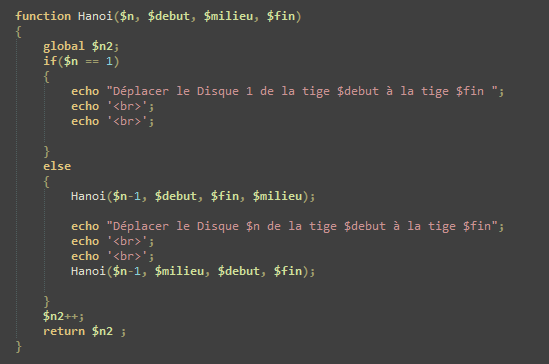 function Hanoi($n, $debut, $milieu, $fin)
{
global $n2;
if($n == 1)
{
echo "Déplacer le Disque 1 de la tige $debut à la tige $fin ";
echo '<br>';
echo '<br>';
}
else
{
Hanoi($n-1, $debut, $fin, $milieu);
echo "Déplacer le Disque $n de la tige $debut à la tige $fin";
echo '<br>';
echo '<br>';
Hanoi($n-1, $milieu, $debut, $fin);
}
$n2++;
return $n2 ;
}